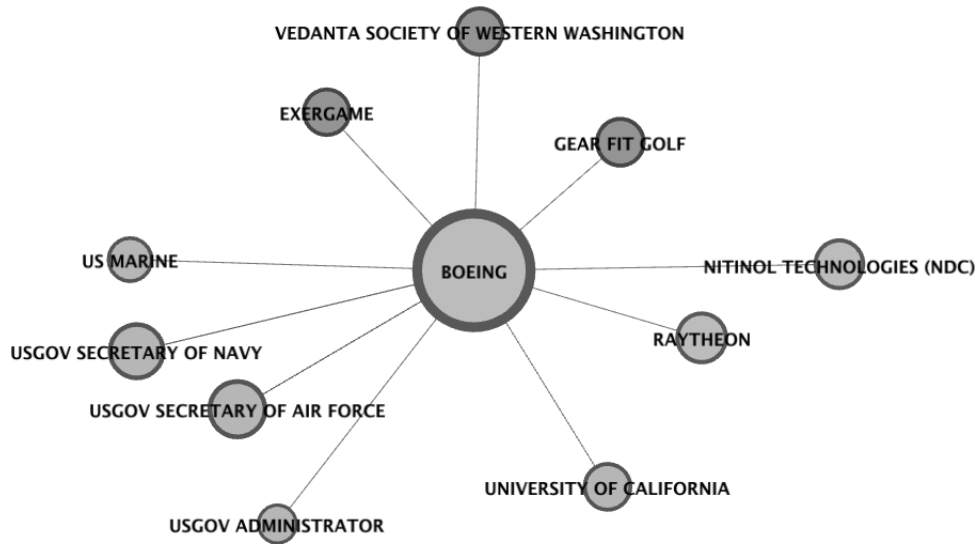 VEDANTA SOCIETY OF WESTERN WASHINGTON
EXERGAME
GEAR FIT GOLF
US MARINE
BOEING
NITINOL TECHNOLOGIES (NDC)
RAYTHEON
USGOV SECRETARY OF NAVY
USGOV SECRETARY OF AIR FORCE
UNIVERSITY OF CALIFORNIA
USGOV ADMINISTRATOR